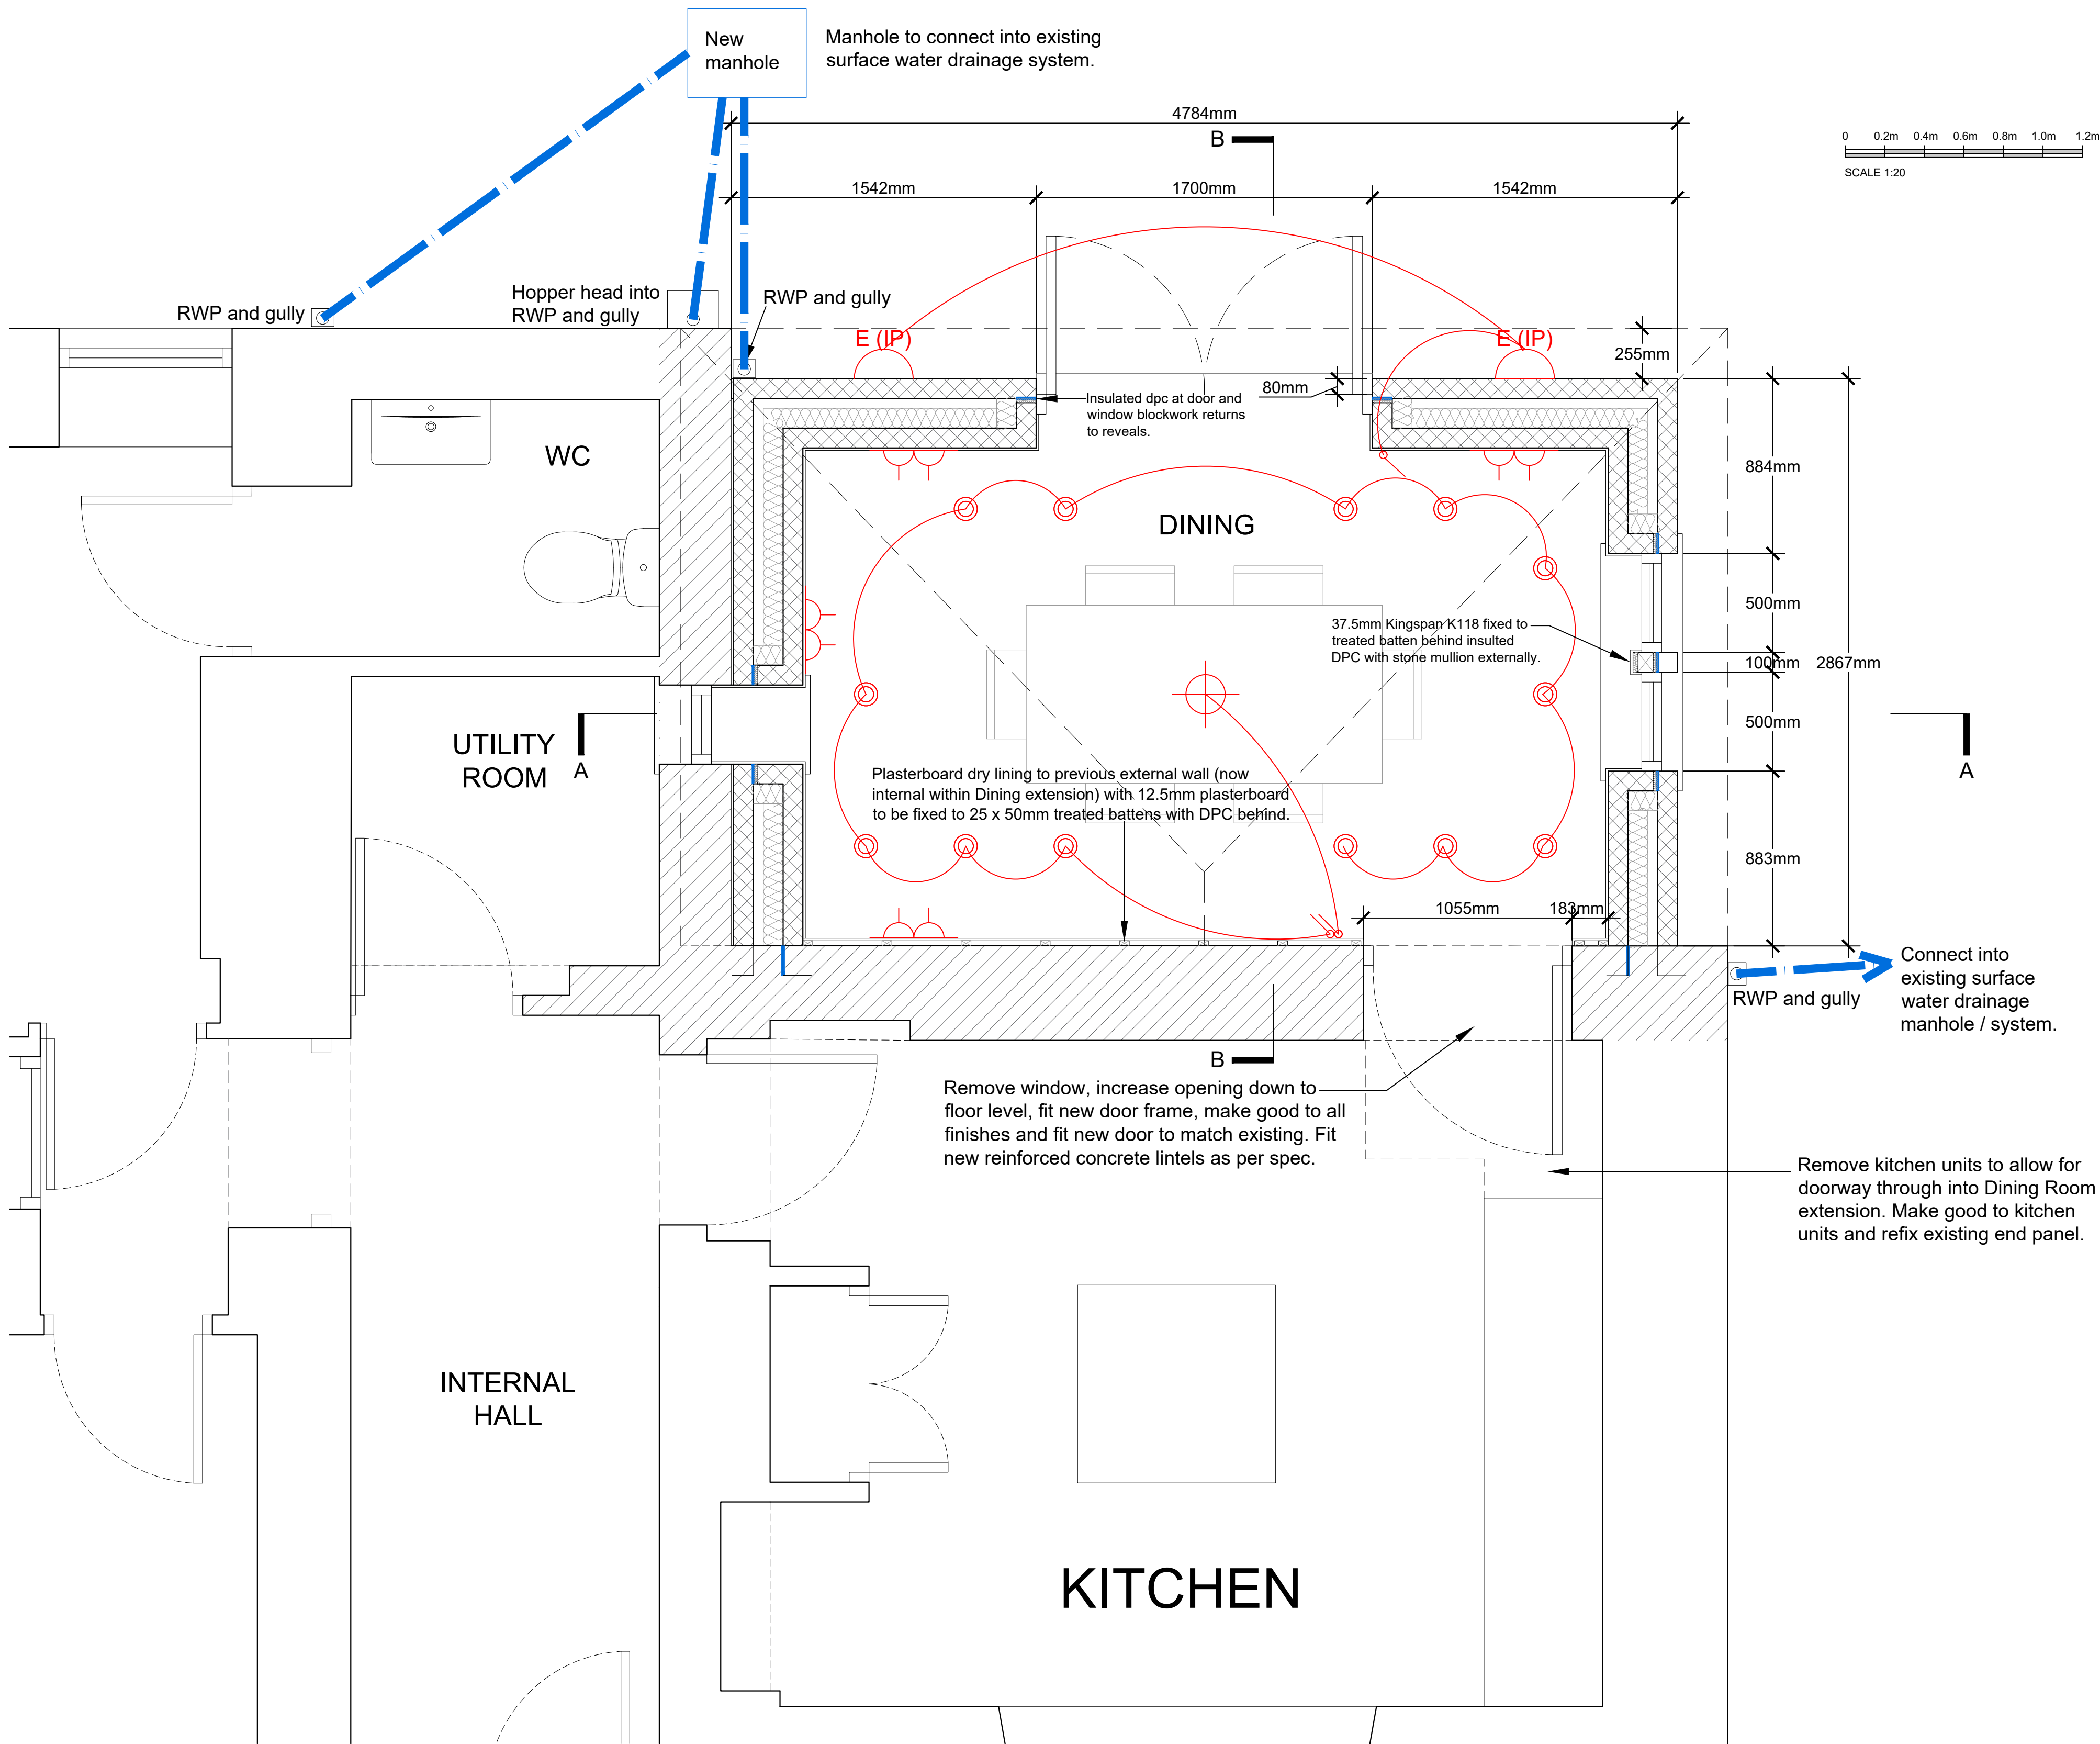 New
manhole
Manhole to connect into existing
surface water drainage system.
4784mm
B
0 0.2m 0.4m 0.6m 0.8m 1.0m 1.2m
SCALE 1:20
1542mm
1700mm
1542mm
RWP and gully
Hopper head into
RWP and gully
RWP and gully
E (IP)
E (IP)
255mm
80mm
Insulated dpc at door and
window blockwork returns
to reveals.
WC
884mm
DINING
500mm
37.5mm Kingspan K118 fixed to
treated batten behind insulted
DPC with stone mullion externally.
100mm
2867mm
500mm
UTILITY
ROOM
A
A
Plasterboard dry lining to previous external wall (now
internal within Dining extension) with 12.5mm plasterboard
to be fixed to 25 x 50mm treated battens with DPC behind.
883mm
1055mm
183mm
Connect into
existing surface
water drainage
manhole / system.
RWP and gully
B
Remove window, increase opening down to
floor level, fit new door frame, make good to all
finishes and fit new door to match existing. Fit
new reinforced concrete lintels as per spec.
Remove kitchen units to allow for
doorway through into Dining Room
extension. Make good to kitchen
units and refix existing end panel.
INTERNAL
HALL
KITCHEN